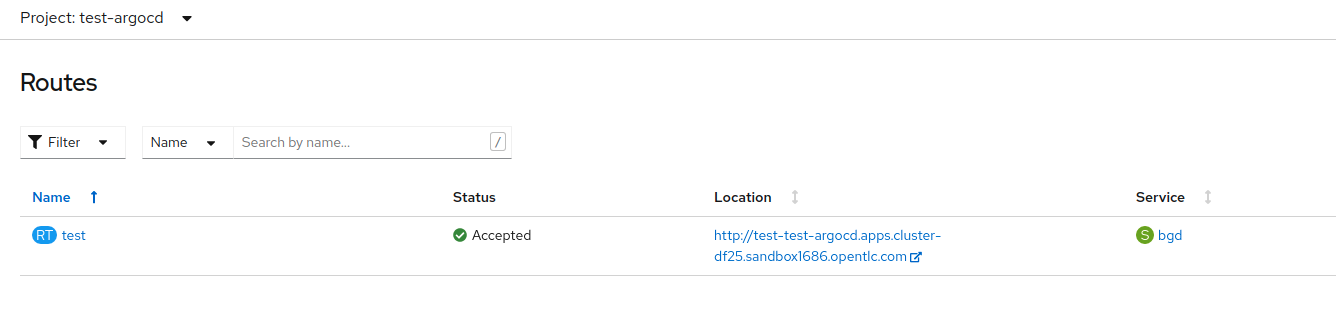 Project: test-argocd
Routes
Filter Name Search by name... /
Name Status Location Service
RT test Accepted http://test-test-argocd.apps.cluster- S bgd
df25.sandbox1686.opentlc.com